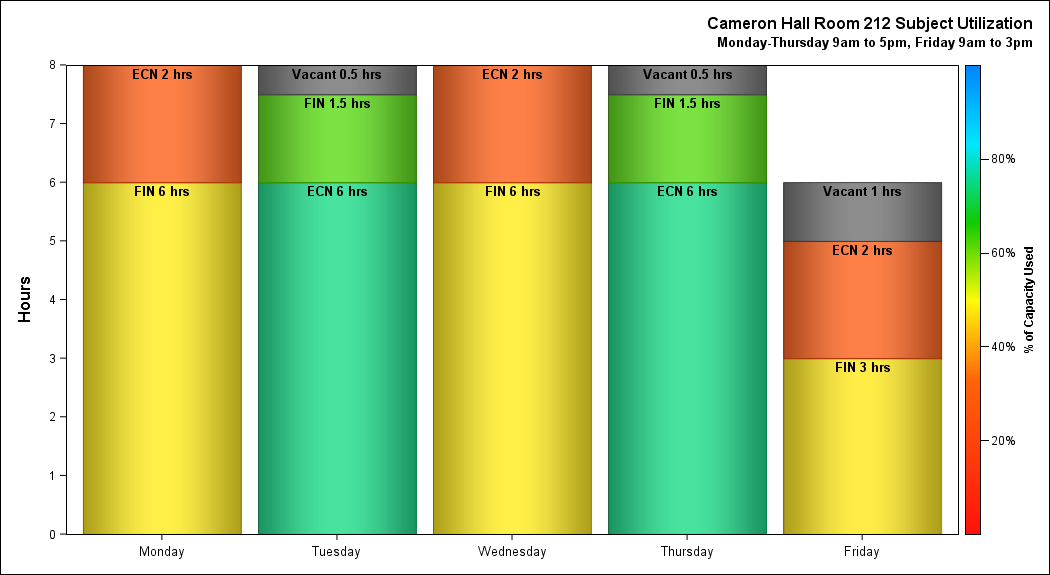 Cameron Hall Room 212 Subject Utilization
Monday-Thursday 9am to 5pm, Friday 9am to 3pm
Hours
8
7
6
5
4
3
2
1
0
ECN 2 hrs
FIN 6 hrs
Vacant 0.5 hrs
FIN 1.5 hrs
ECN 6 hrs
ECN 2 hrs
FIN 6 hrs
Vacant 0.5 hrs
FIN 1.5 hrs
ECN 6 hrs
Vacant 1 hrs
ECN 2 hrs
FIN 3 hrs
Monday
Tuesday
Wednesday
Thursday
Friday
80%
60%
40%
20%
% of Capacity Used